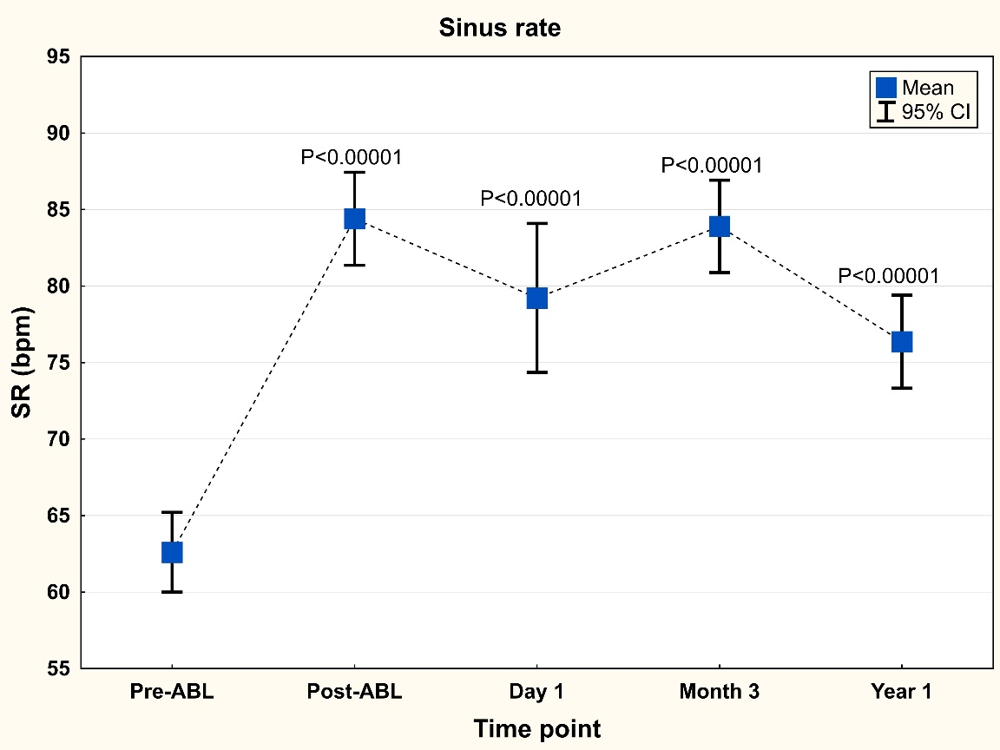 Sinus rate
95
90
85
80
75
70
65
60
55
SR (bpm)
Mean
95% CI
P<0.00001
P<0.00001
P<0.00001
P<0.00001
Pre-ABL
Post-ABL
Day 1
Month 3
Year 1
Time point